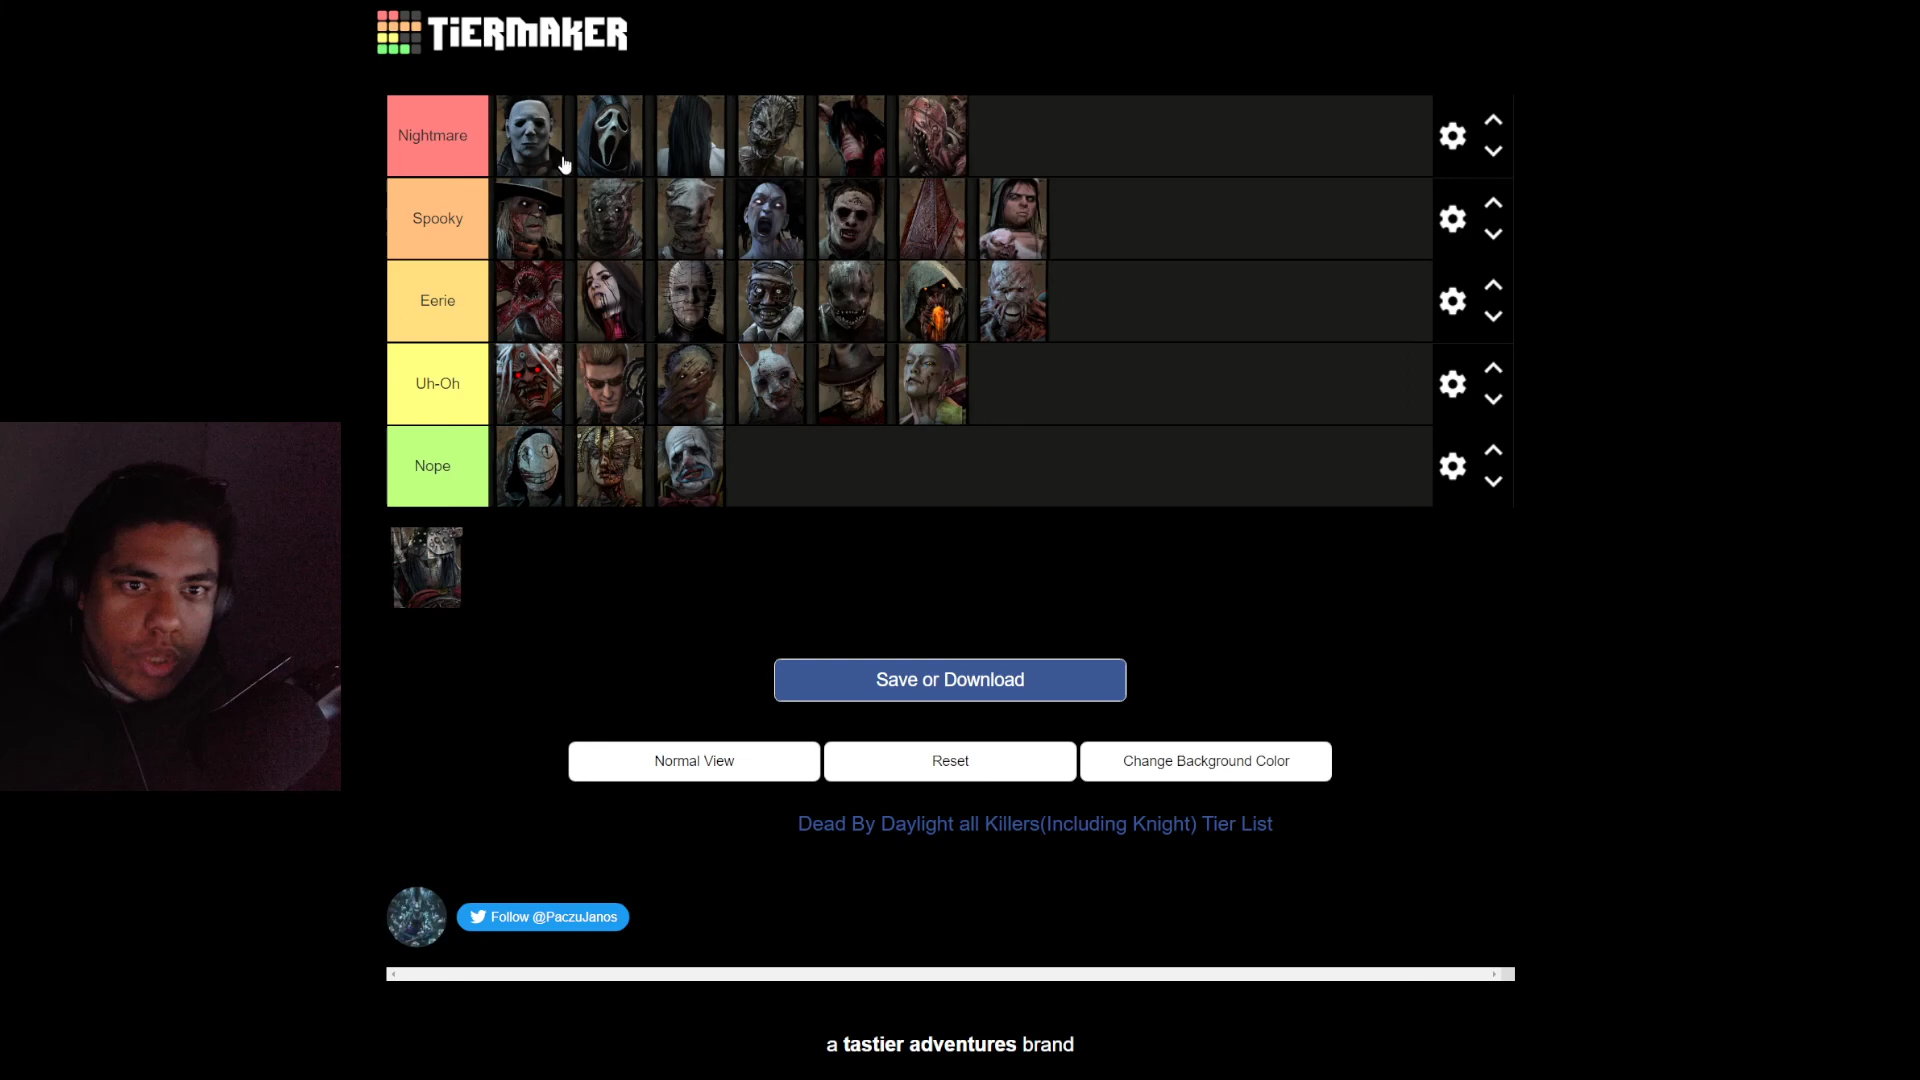 TiERMAKER
Nightmare
Spooky
Eerie
Uh-Oh
Nope
Save or Download
Normal View
Reset
Change Background Color
Dead By Daylight all Killers(Including Knight) Tier List
Follow @PaczuJanos
a tastier adventures brand